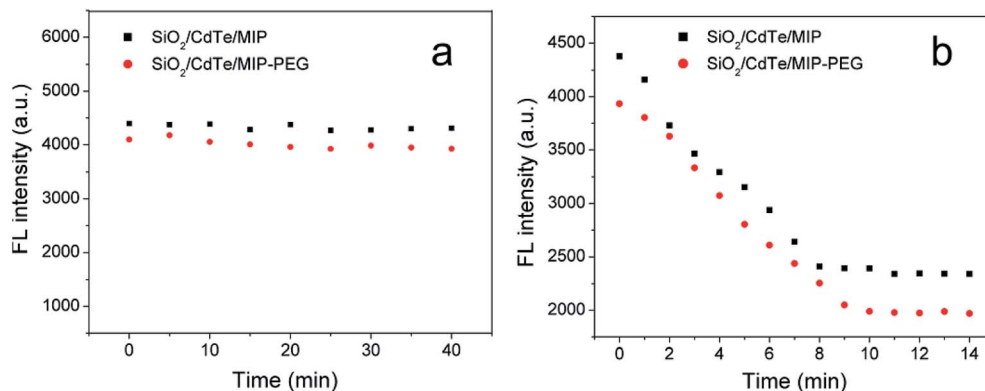 6000
5000
4000
3000
2000
1000
FL intensity (a.u.)
SiO₂/CdTe/MIP
SiO₂/CdTe/MIP-PEG
a
0 10 20 30 40
Time (min)
4500
4000
3500
3000
2500
2000
FL intensity (a.u.)
SiO₂/CdTe/MIP
SiO₂/CdTe/MIP-PEG
b
0 2 4 6 8 10 12 14
Time (min)